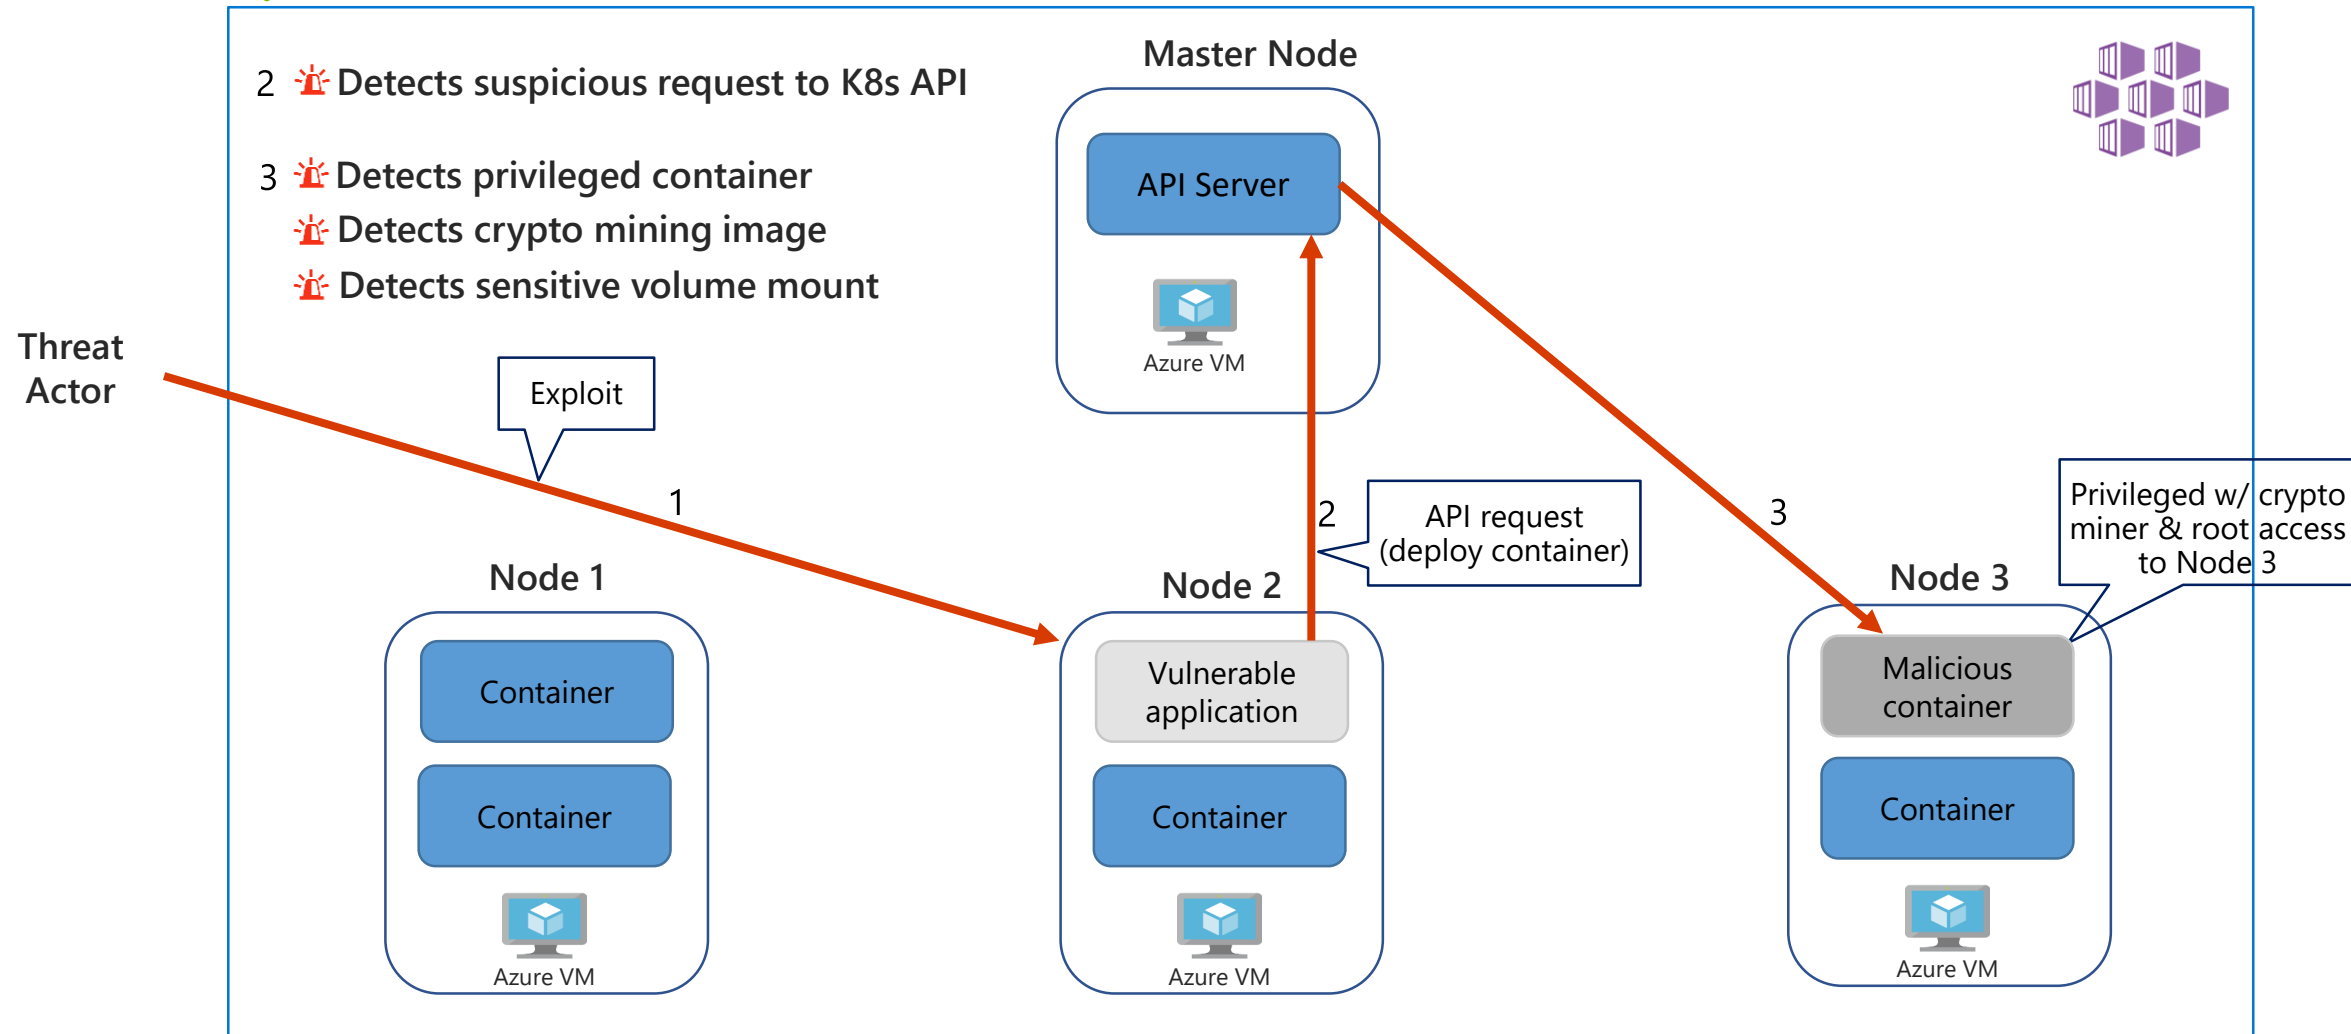 Master Node
2 Detects suspicious request to K8s API
3 Detects privileged container
Detects crypto mining image
Detects sensitive volume mount
API Server
Azure VM
Threat
Actor
Exploit
1
2
API request
(deploy container)
3
Privileged w/ crypto
miner & root access
to Node 3
Node 1
Container
Container
Azure VM
Node 2
Vulnerable
application
Container
Azure VM
Node 3
Malicious
container
Container
Azure VM